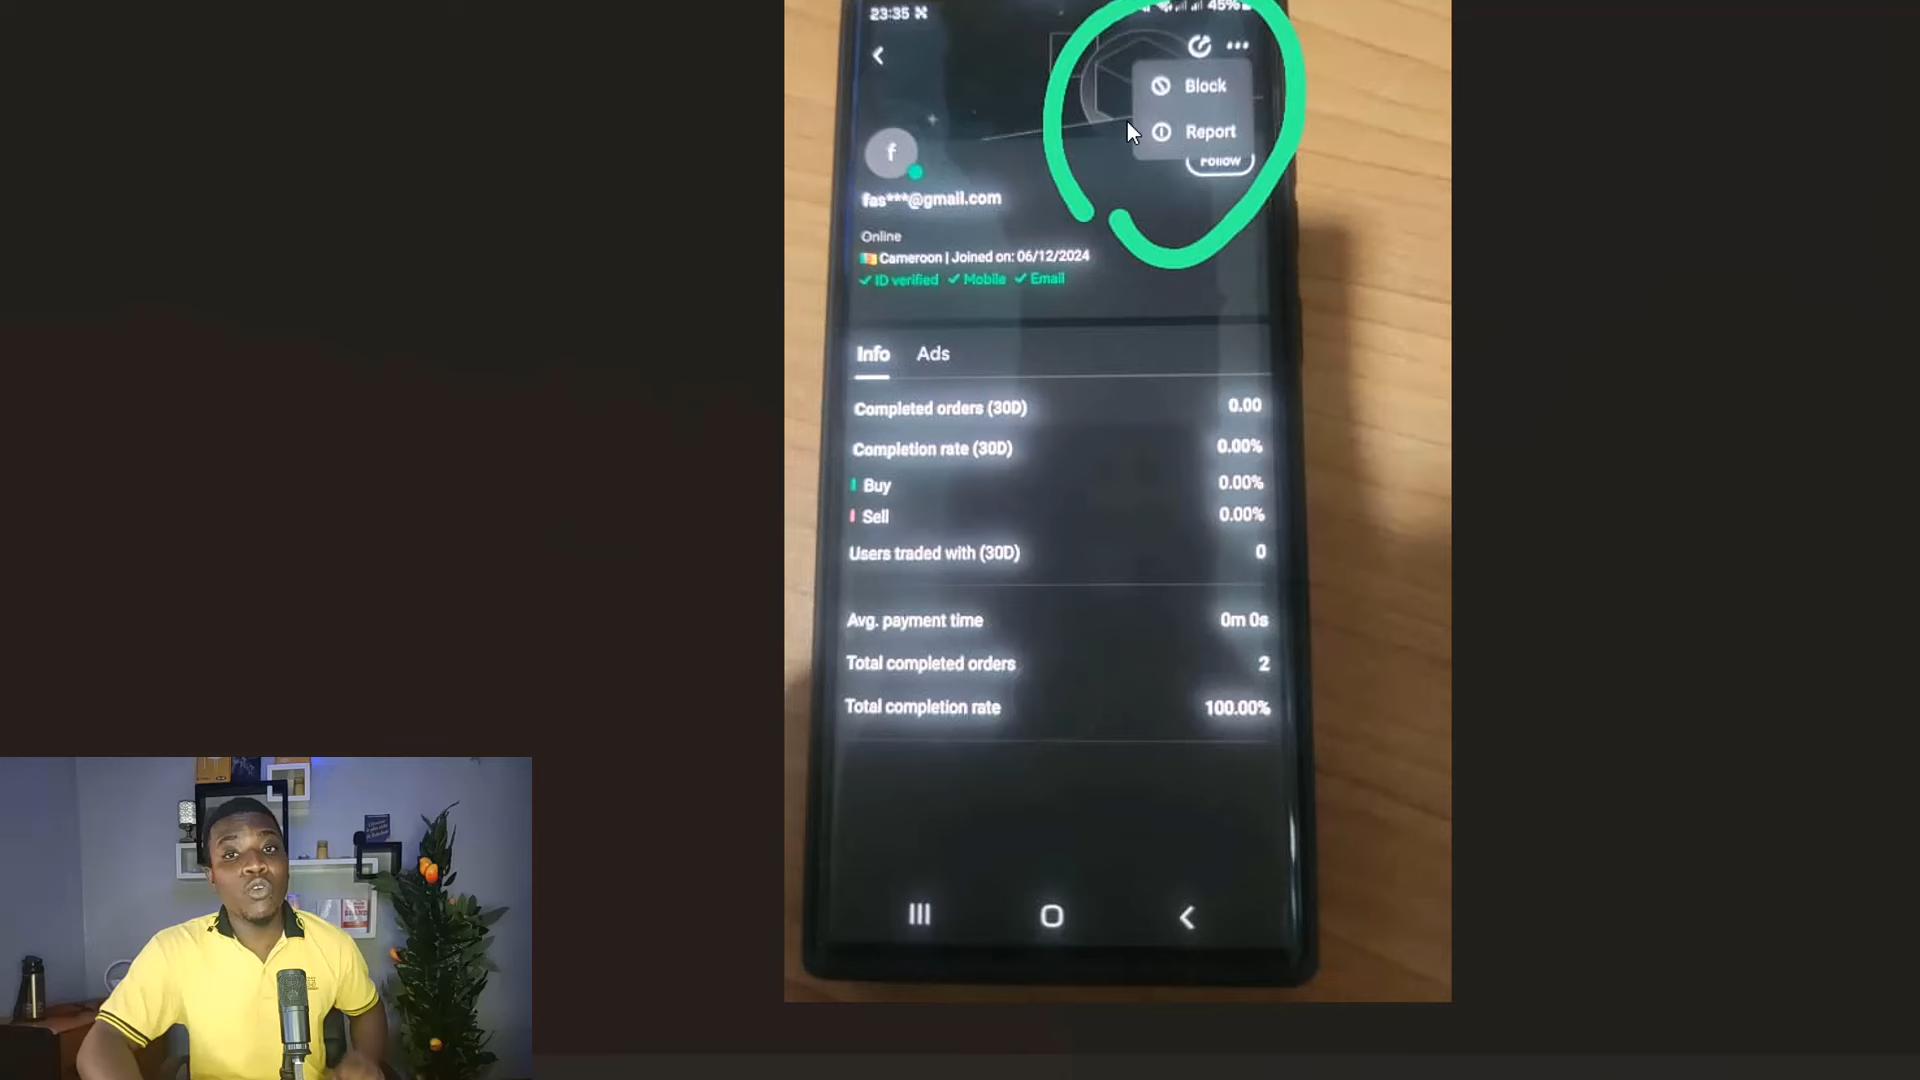 23:35
45%
Block
Report
Follow
f
fas***@gmail.com
Online
Cameroon | Joined on: 06/12/2024
ID verified Mobile Email
Info Ads
Completed orders (30D) 0.00
Completion rate (30D) 0.00%
Buy 0.00%
Sell 0.00%
Users traded with (30D) 0
Avg. payment time 0m 0s
Total completed orders 2
Total completion rate 100.00%